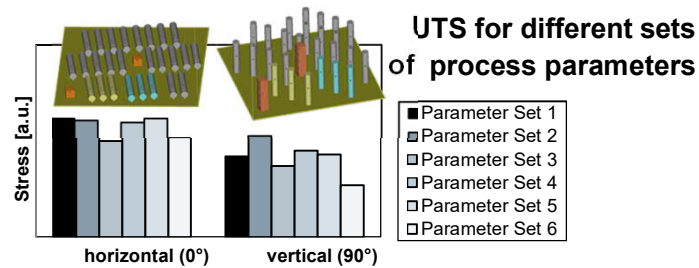 UTS for different sets
of process parameters
Stress [a.u.]
Parameter Set 1
Parameter Set 2
Parameter Set 3
Parameter Set 4
Parameter Set 5
Parameter Set 6
horizontal (0°)
vertical (90°)